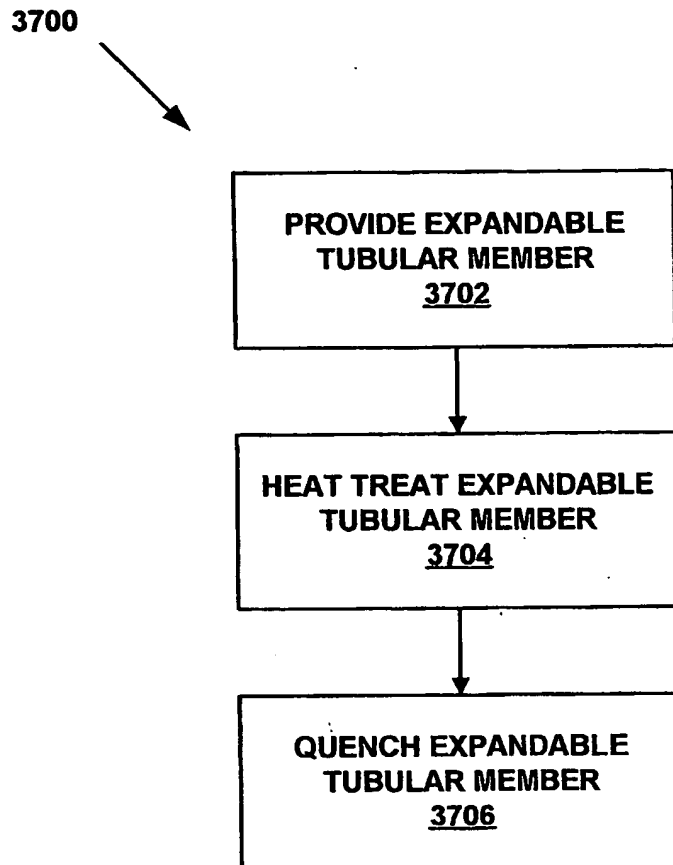 3700
PROVIDE EXPANDABLE
TUBULAR MEMBER
3702
HEAT TREAT EXPANDABLE
TUBULAR MEMBER
3704
QUENCH EXPANDABLE
TUBULAR MEMBER
3706